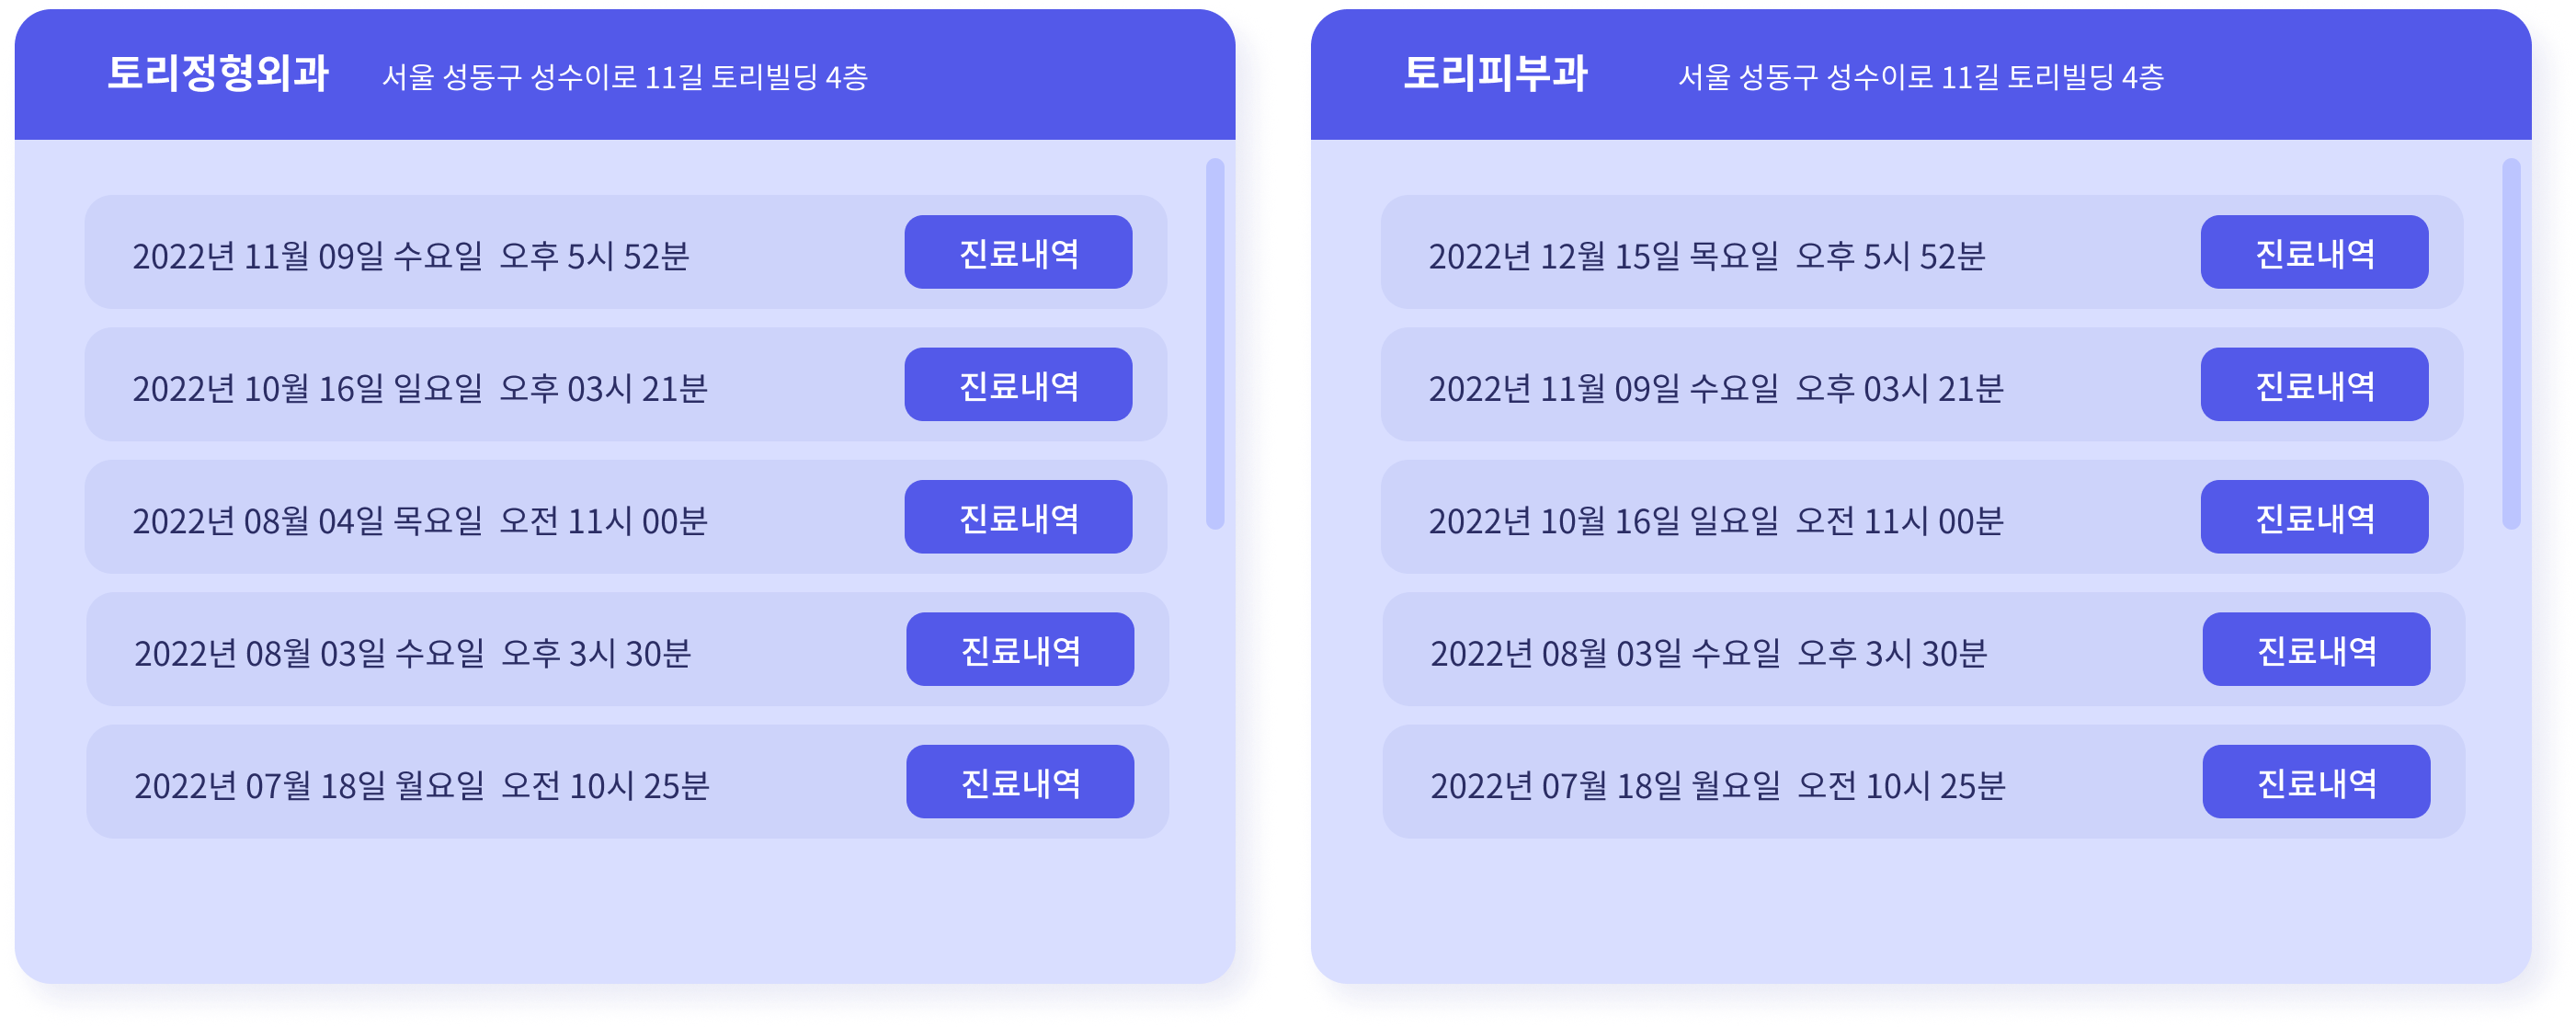 토리정형외과 서울 성동구 성수이로 11길 토리빌딩 4층
2022년 11월 09일 수요일 오후 5시 52분 진료내역
2022년 10월 16일 일요일 오후 03시 21분 진료내역
2022년 08월 04일 목요일 오전 11시 00분 진료내역
2022년 08월 03일 수요일 오후 3시 30분 진료내역
2022년 07월 18일 월요일 오전 10시 25분 진료내역
토리피부과 서울 성동구 성수이로 11길 토리빌딩 4층
2022년 12월 15일 목요일 오후 5시 52분 진료내역
2022년 11월 09일 수요일 오후 03시 21분 진료내역
2022년 10월 16일 일요일 오전 11시 00분 진료내역
2022년 08월 03일 수요일 오후 3시 30분 진료내역
2022년 07월 18일 월요일 오전 10시 25분 진료내역